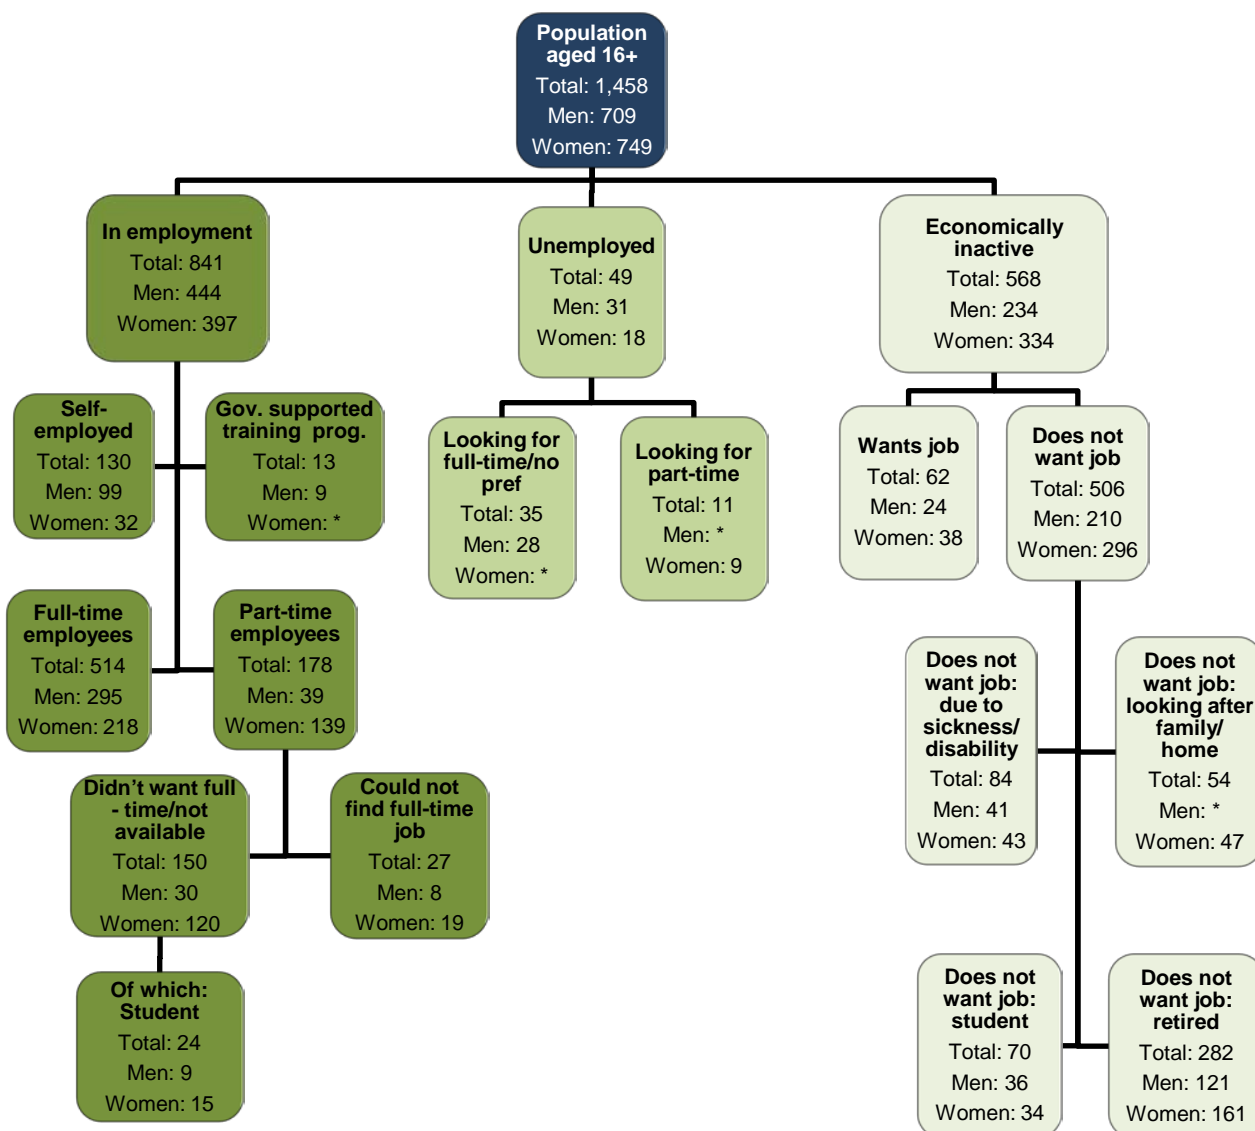 Population
aged 16+
Total: 1,458
Men: 709
Women: 749
In employment
Total: 841
Men: 444
Women: 397
Unemployed
Total: 49
Men: 31
Women: 18
Economically
inactive
Total: 568
Men: 234
Women: 334
Self-
employed
Total: 130
Men: 99
Women: 32
Gov. supported
training prog.
Total: 13
Men: 9
Women: *
Looking for
full-time/no
pref
Total: 35
Men: 28
Women: *
Looking for
part-time
Total: 11
Men: *
Women: 9
Wants job
Total: 62
Men: 24
Women: 38
Does not
want job
Total: 506
Men: 210
Women: 296
Full-time
employees
Total: 514
Men: 295
Women: 218
Part-time
employees
Total: 178
Men: 39
Women: 139
Does not
want job:
due to
sickness/
disability
Total: 84
Men: 41
Women: 43
Does not
want job:
looking after
family/
home
Total: 54
Men: *
Women: 47
Didn't want full
- time/not
available
Total: 150
Men: 30
Women: 120
Could not
find full-time
job
Total: 27
Men: 8
Women: 19
Of which:
Student
Total: 24
Men: 9
Women: 15
Does not
want job:
student
Total: 70
Men: 36
Women: 34
Does not
want job:
retired
Total: 282
Men: 121
Women: 161